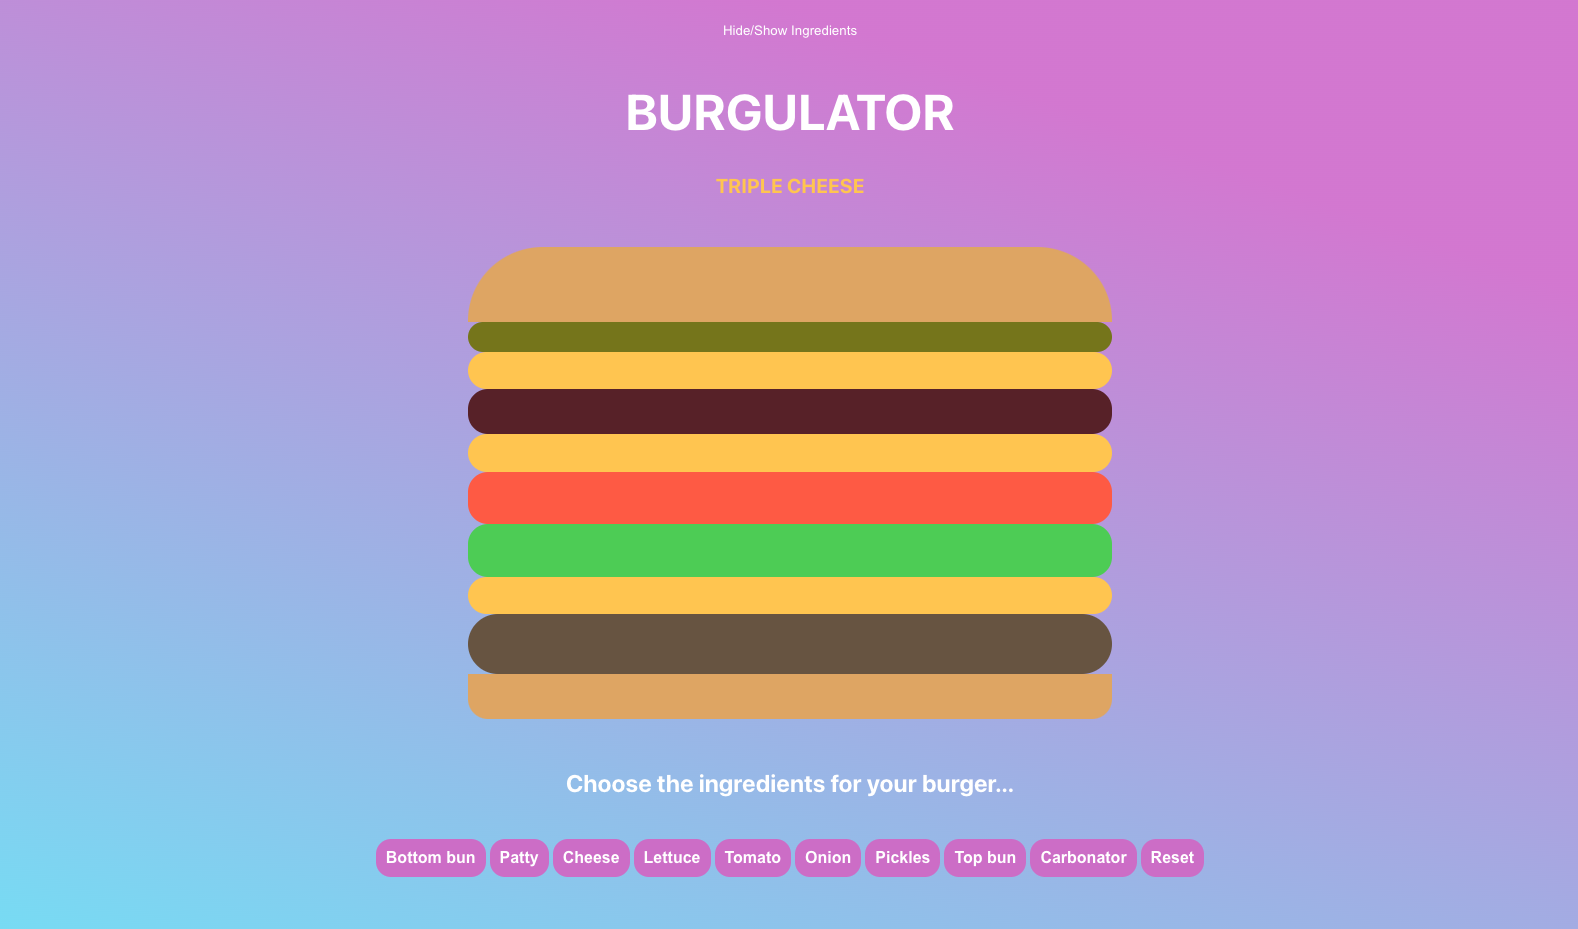 Hide/Show Ingredients
BURGULATOR
TRIPLE CHEESE
Choose the ingredients for your burger...
Bottom bun Patty Cheese Lettuce Tomato Onion Pickles Top bun Carbonator Reset